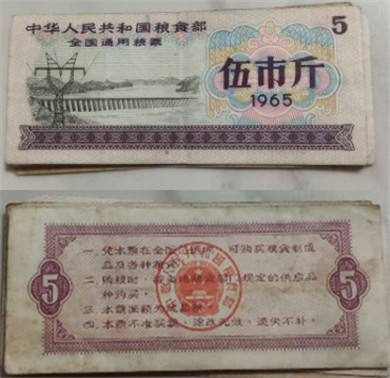 中华人民共和国粮食部
全国通用粮票
5
伍市斤
1965
一.凭本票在全国
可购买粮食制成
品及各种
二.购粮时,
规定的供应品
种购买。
三.本票面额为
四.本票不准买卖,涂改无效,遗失不补。
5
5